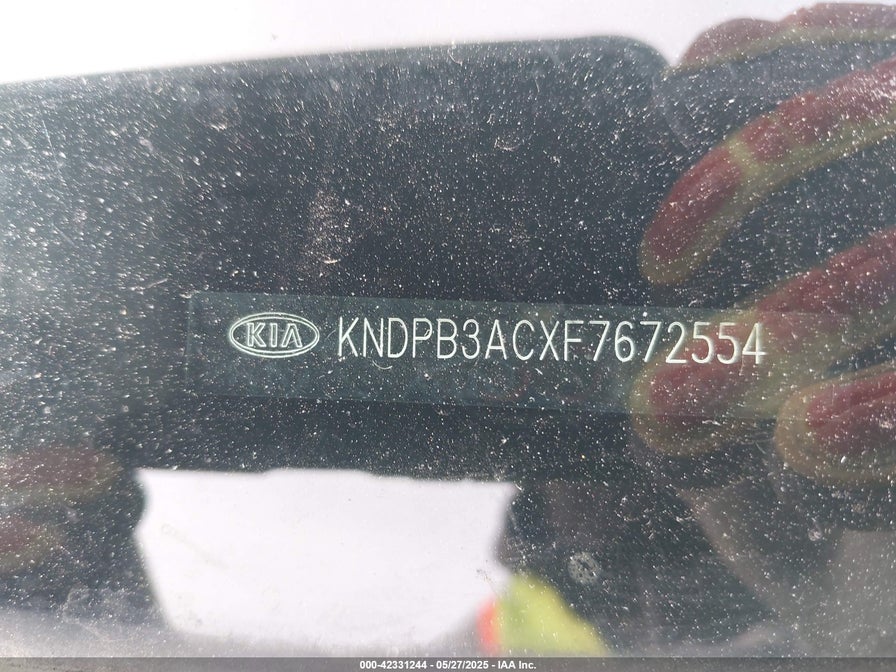 KIA KNDPB3ACXF7672554
000-42331244 - 05/27/2025 - IAA Inc.